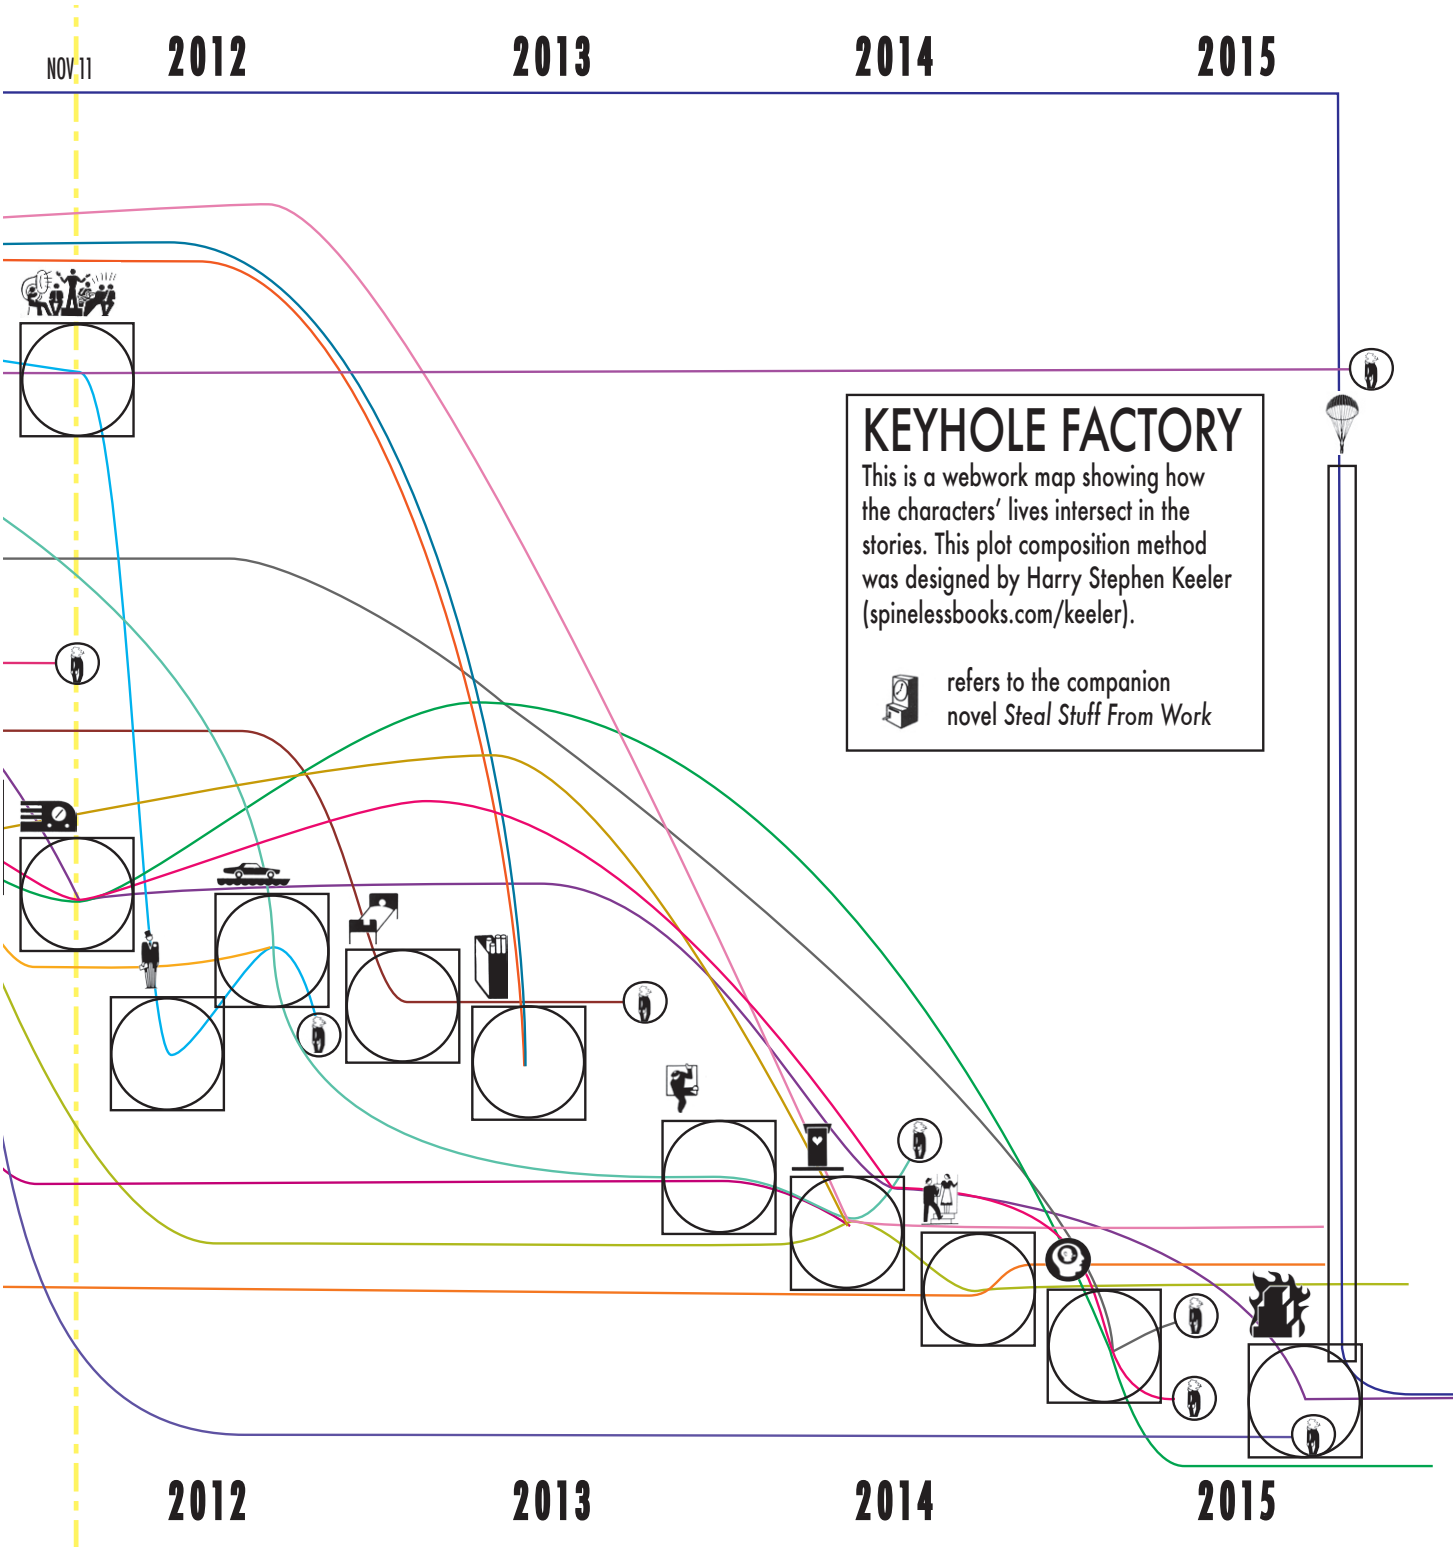 NOV 11
2012
2013
2014
2015
KEYHOLE FACTORY
This is a webwork map showing how
the characters’ lives intersect in the
stories. This plot composition method
was designed by Harry Stephen Keeler
(spinelessbooks.com/keeler).
refers to the companion
novel Steal Stuff From Work
2012
2013
2014
2015